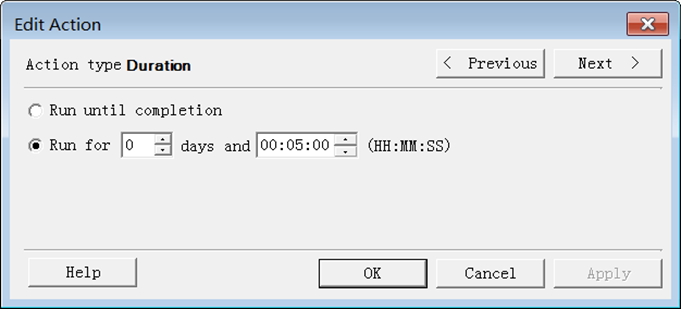 Edit Action
Action type Duration
< Previous
Next >
Run until completion
Run for 0 days and 00:05:00 (HH:MM:SS)
Help
OK
Cancel
Apply